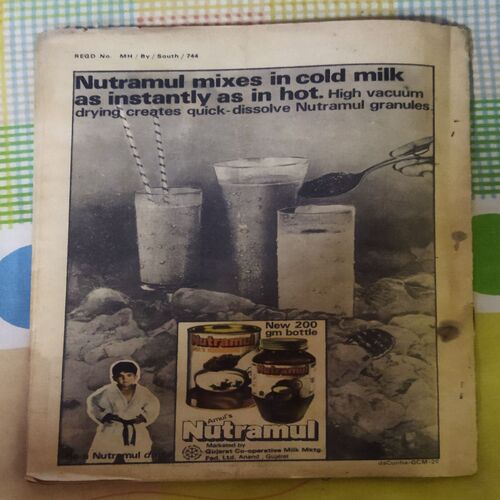 REGD No. MH / By / South / 744
Nutramul mixes in cold milk
as instantly as in hot. High vacuum
drying creates quick-dissolve Nutramul granules.
New 200
gm bottle
Nutramul
Nutramul
Amul's
Nutramul
Marketed by
Gujarat Co-operative Milk Mktg.
Fed. Ltd. Anand, Gujarat
a Nutramul
daCunha-GCM-29